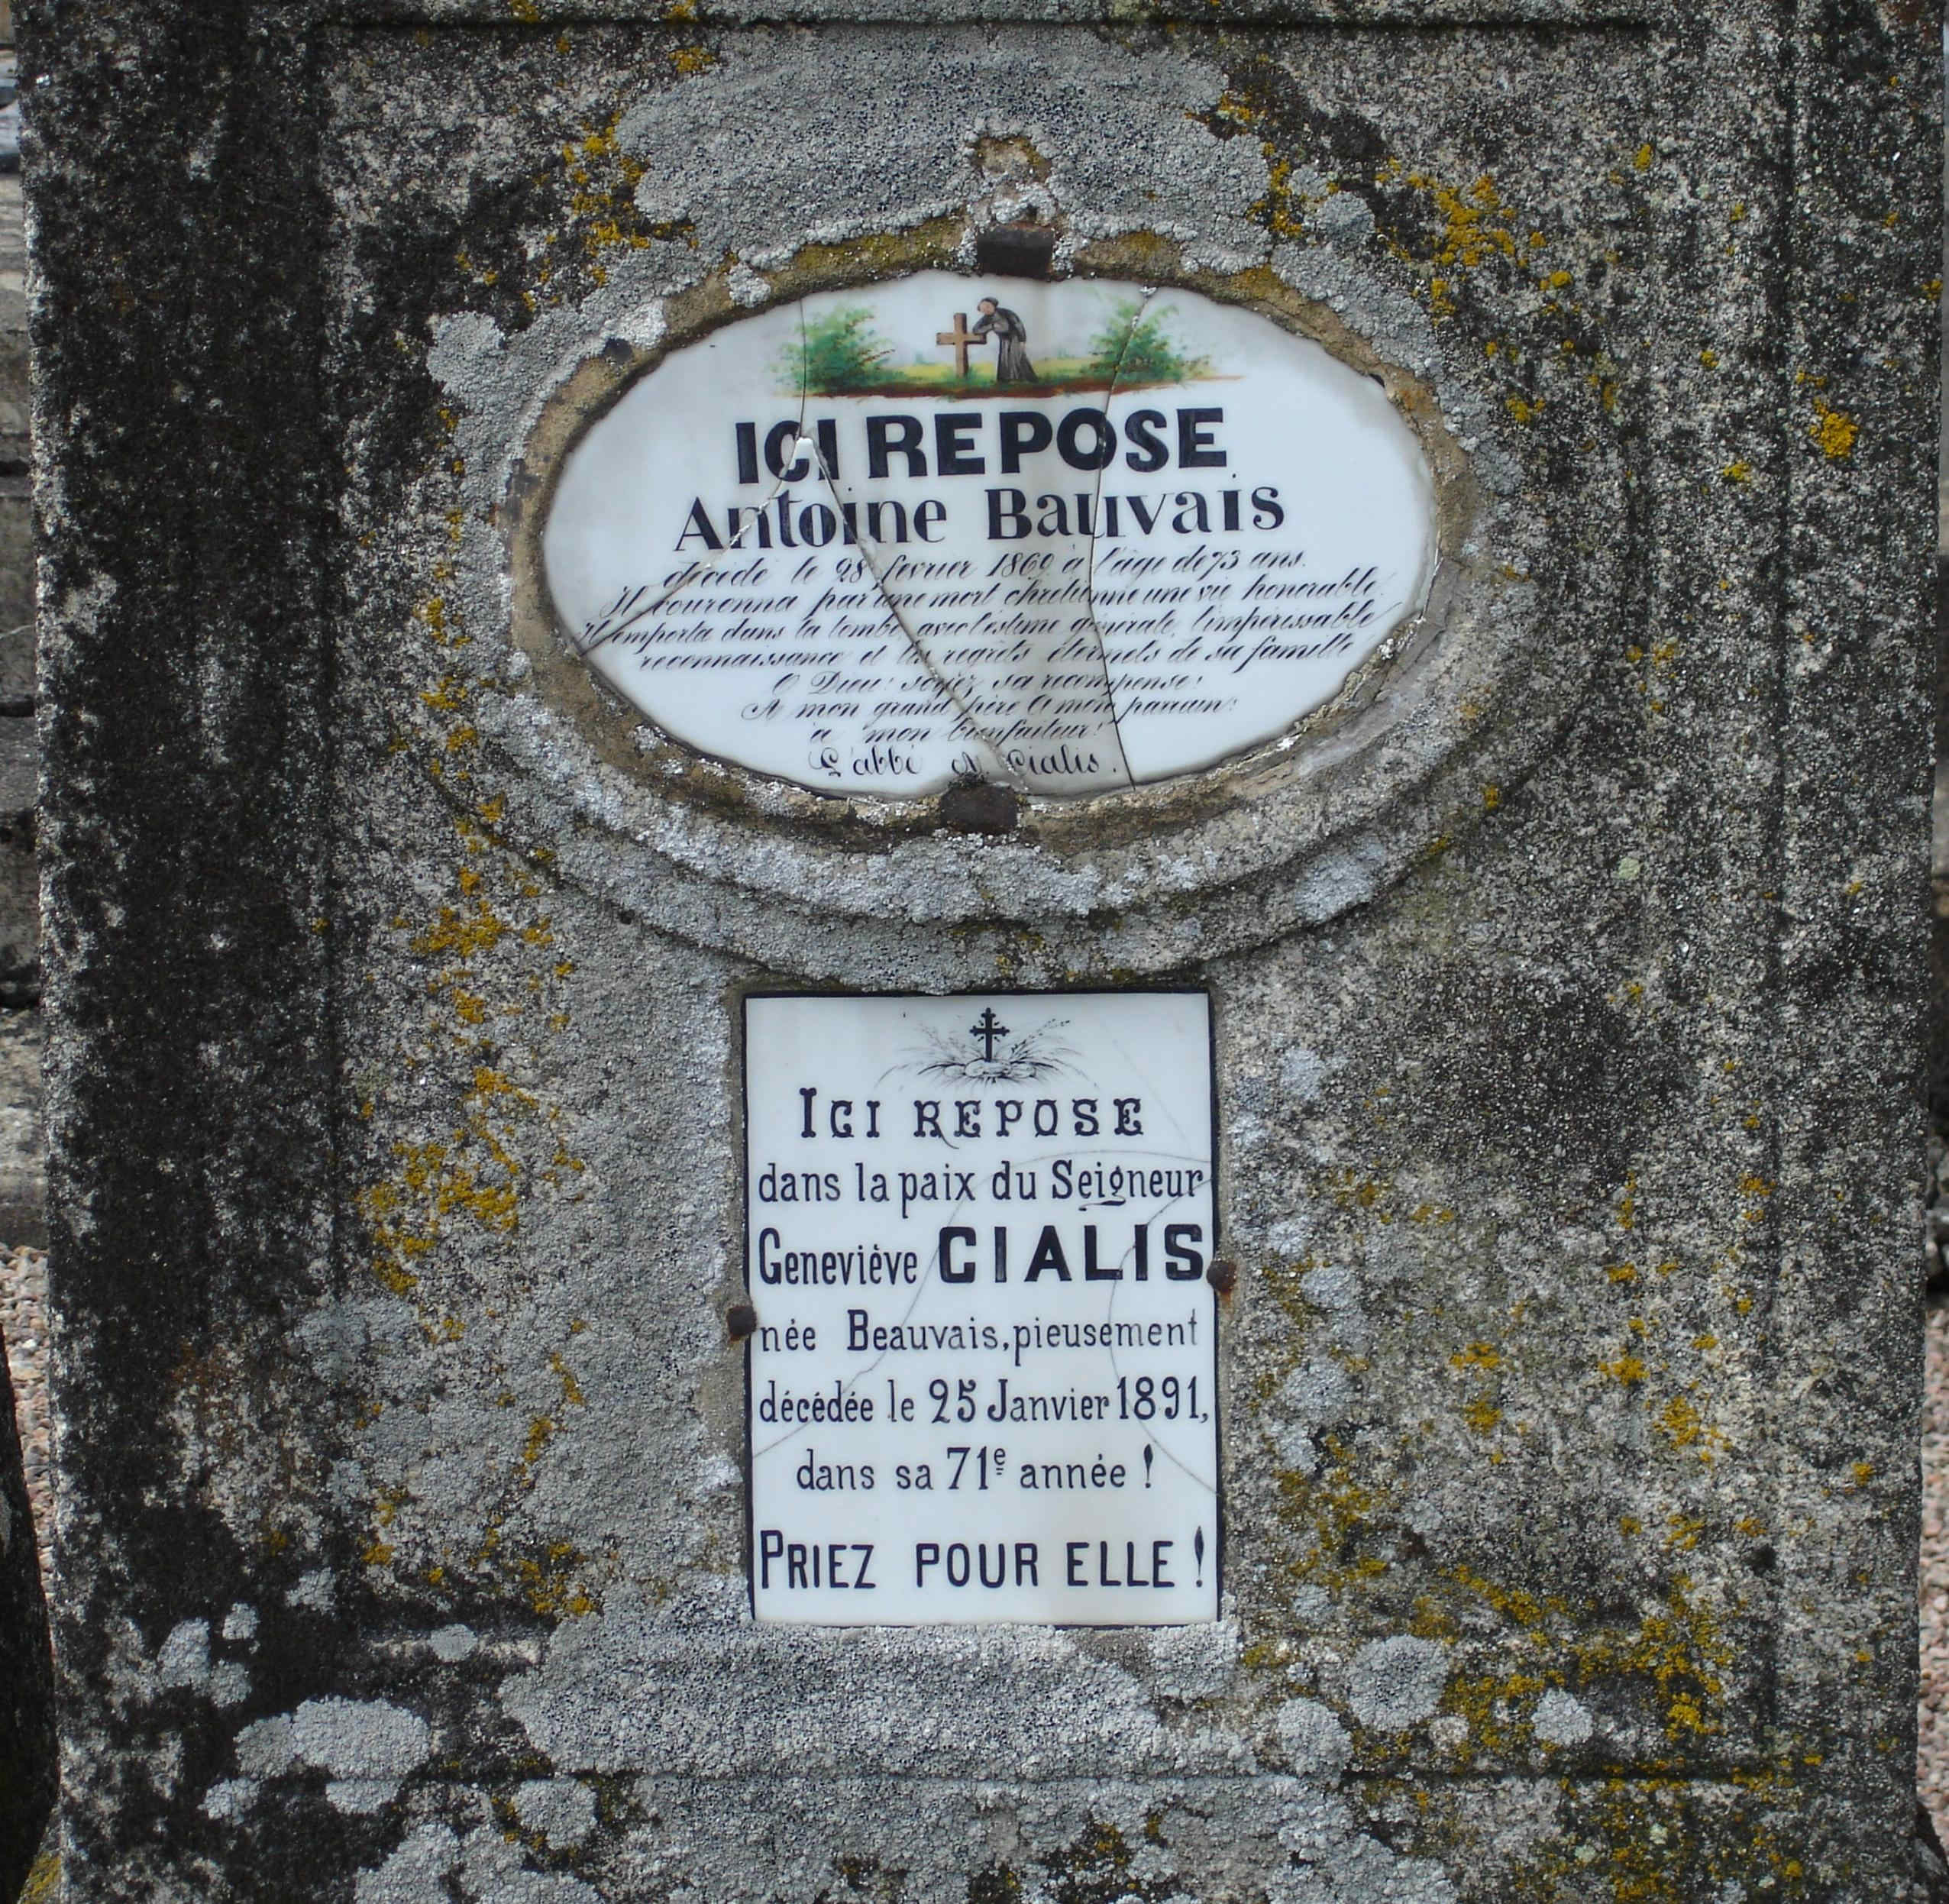 ICI REPOSE
Antoine Bauvais
décédé le 28 fevrier 1860 à l'âge de 73 ans.
Il couronna par une mort chrétienne une vie honorable.
Il emporta dans la tombe avec l'estime générale, l'impérissable
reconnaissance et les regrets éternels de sa famille
O Dieu! soyez sa récompense!
A mon grand père A mon parrain!
à mon bienfaiteur!
L'abbé A. Cialis.
ICI REPOSE
dans la paix du Seigneur
Geneviève CIALIS
née Beauvais, pieusement
décédée le 25 Janvier 1891,
dans sa 71e année !
PRIEZ POUR ELLE !